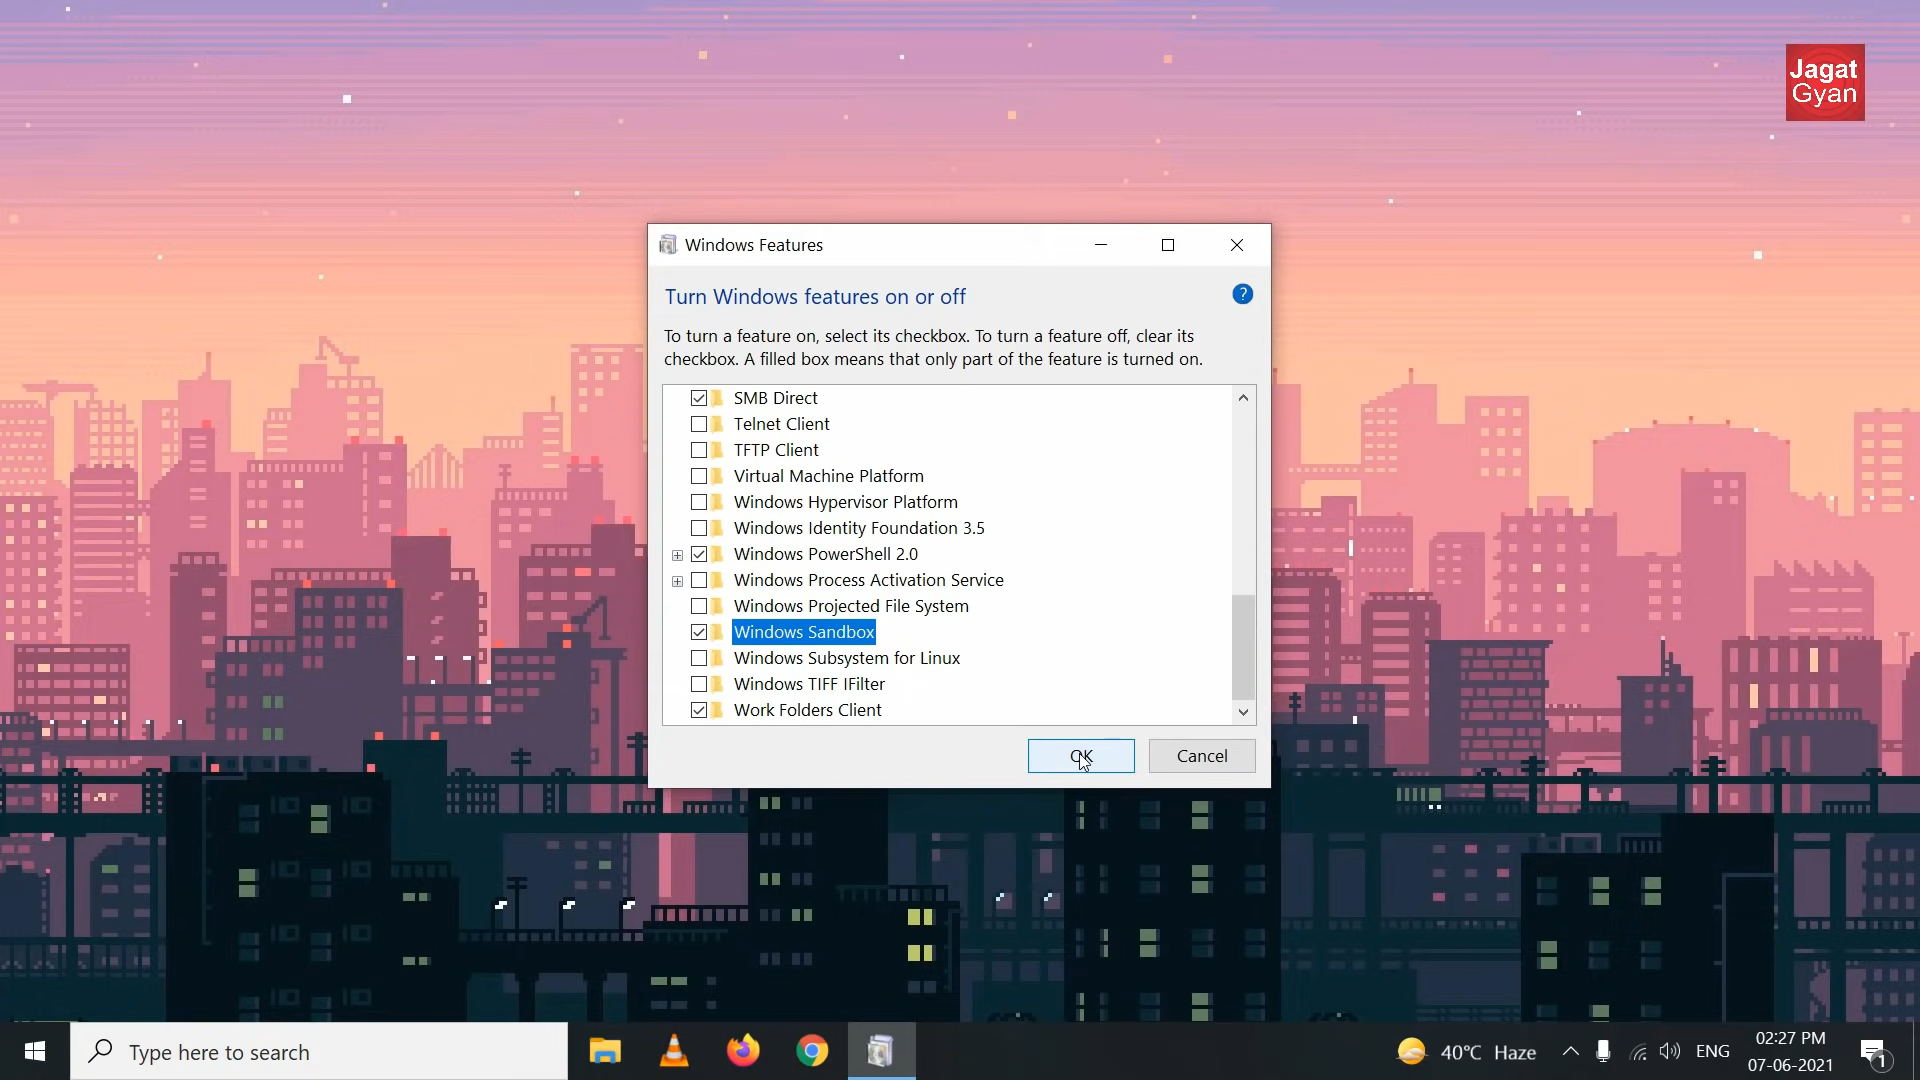 Jagat
Gyan
Windows Features
Turn Windows features on or off
?
To turn a feature on, select its checkbox. To turn a feature off, clear its
checkbox. A filled box means that only part of the feature is turned on.
SMB Direct
Telnet Client
TFTP Client
Virtual Machine Platform
Windows Hypervisor Platform
Windows Identity Foundation 3.5
Windows PowerShell 2.0
Windows Process Activation Service
Windows Projected File System
Windows Sandbox
Windows Subsystem for Linux
Windows TIFF IFilter
Work Folders Client
OK Cancel
Type here to search
40°C Haze
ENG
02:27 PM
07-06-2021
1